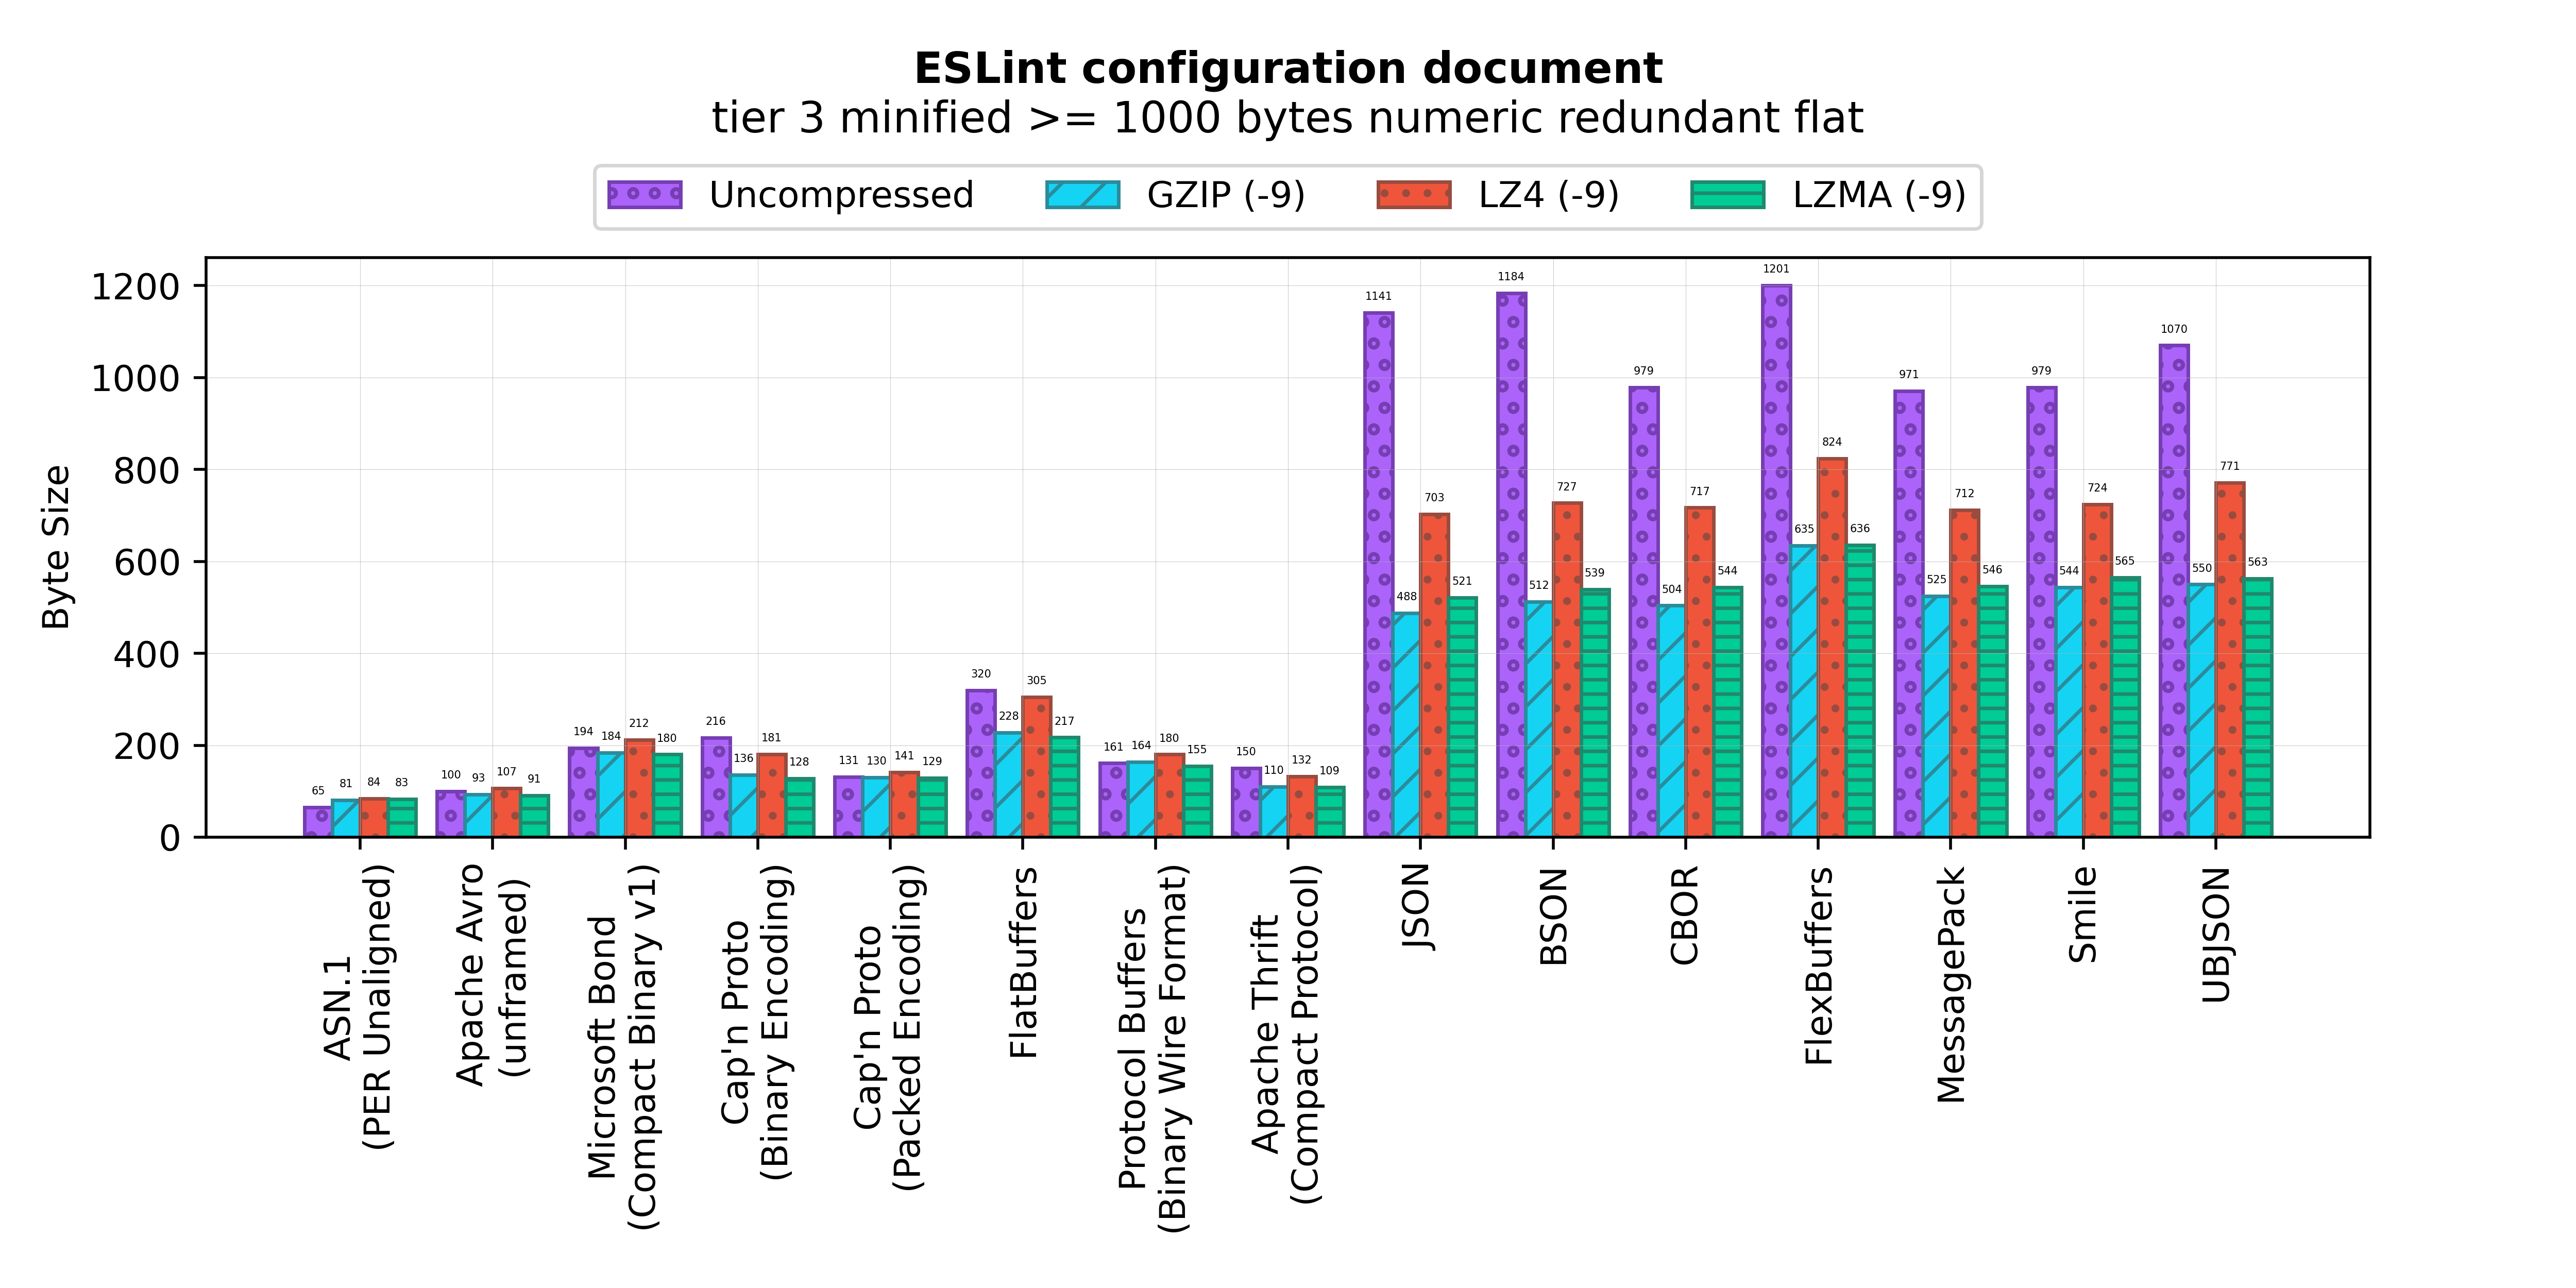 ESLint configuration document
tier 3 minified >= 1000 bytes numeric redundant flat
Uncompressed
GZIP (-9)
LZ4 (-9)
LZMA (-9)
Byte Size
1200
1000
800
600
400
200
0
65
81
84
83
100
93
107
91
194
184
212
180
216
136
181
128
131
130
141
129
320
228
305
217
161
164
180
155
150
110
132
109
1141
488
703
521
1184
512
727
539
979
504
717
544
1201
635
824
636
971
525
712
546
979
544
724
565
1070
550
771
563
ASN.1
(PER Unaligned)
Apache Avro
(unframed)
Microsoft Bond
(Compact Binary v1)
Cap'n Proto
(Binary Encoding)
Cap'n Proto
(Packed Encoding)
FlatBuffers
Protocol Buffers
(Binary Wire Format)
Apache Thrift
(Compact Protocol)
JSON
BSON
CBOR
FlexBuffers
MessagePack
Smile
UBJSON